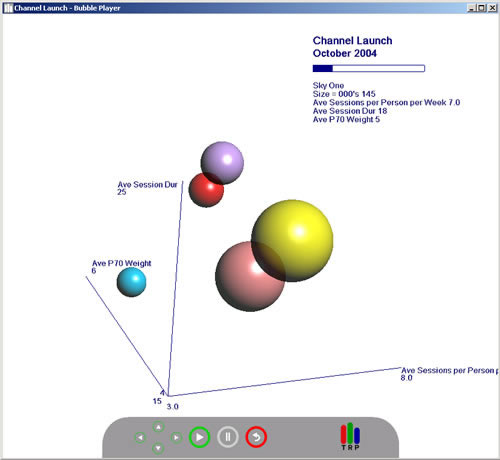 Channel Launch - Bubble Player
Channel Launch
October 2004
Sky One
Size = 000's 145
Ave Sessions per Person per Week 7.0
Ave Session Dur 18
Ave P70 Weight 5
Ave Session Dur
25
Ave P70 Weight
6
Ave Sessions per Person p
8.0
4
15
3.0
TRP